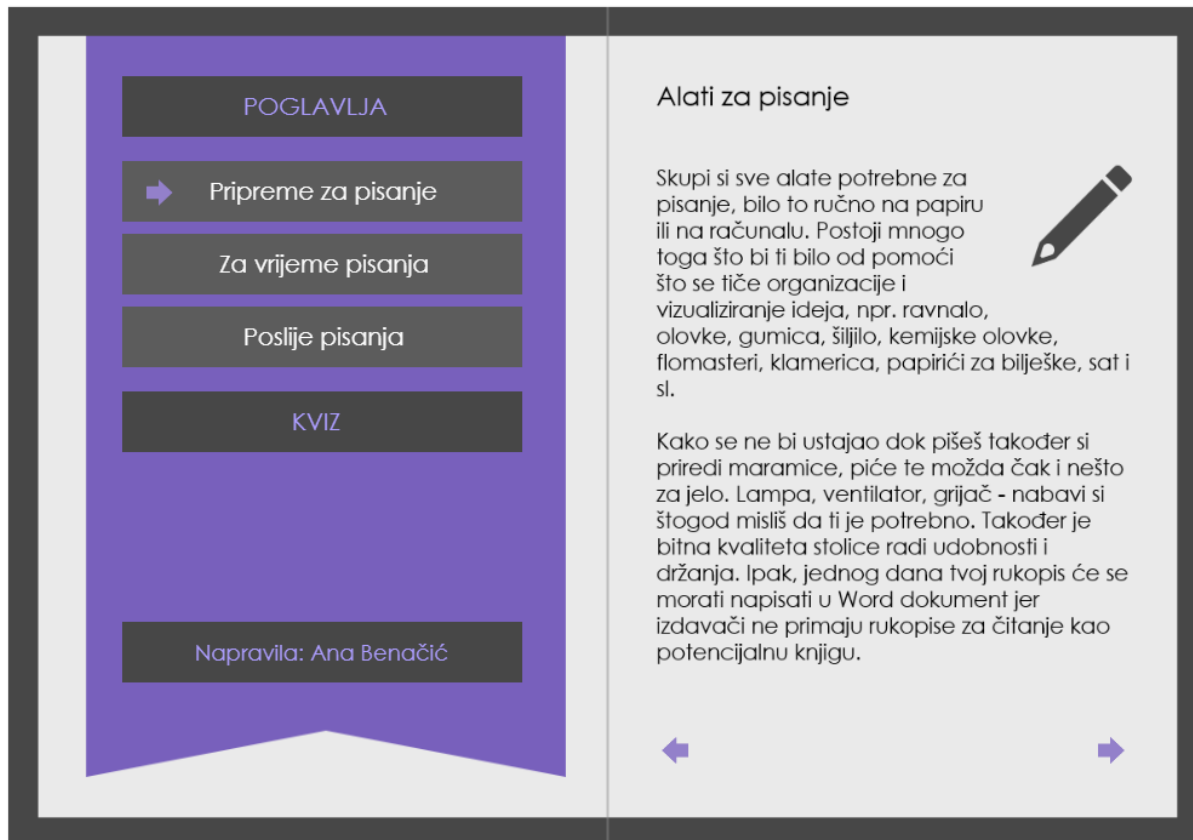 POGLAVLJA
Pripreme za pisanje
Za vrijeme pisanja
Poslije pisanja
KVIZ
Napravila: Ana Benačić
Alati za pisanje
Skupi si sve alate potrebne za
pisanje, bilo to ručno na papiru
ili na računalu. Postoji mnogo
toga što bi ti bilo od pomoći
što se tiče organizacije i
vizualiziranje ideja, npr. ravnalo,
olovke, gumica, šiljilo, kemijske olovke,
flomasteri, klamerica, papirići za bilješke, sat i
sl.
Kako se ne bi ustajao dok pišeš također si
priredi maramice, piće te možda čak i nešto
za jelo. Lampa, ventilator, grijač - nabavi si
štogod misliš da ti je potrebno. Također je
bitna kvaliteta stolice radi udobnosti i
držanja. Ipak, jednog dana tvoj rukopis će se
morati napisati u Word dokument jer
izdavači ne primaju rukopise za čitanje kao
potencijalnu knjigu.